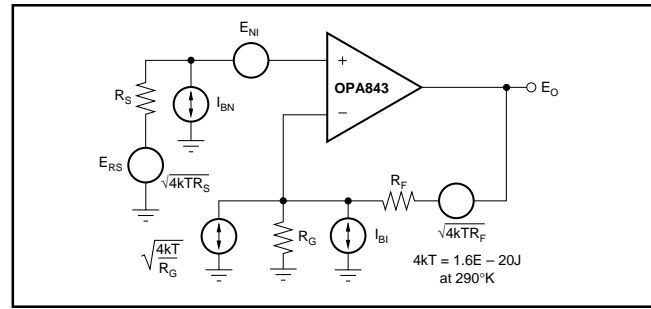 E_NI
+
OPA843
−
R_S
I_BN
E_O
E_RS
√4kTR_S
R_F
√4kTR_F
√4kT/R_G
R_G
I_BI
4kT = 1.6E – 20J
at 290°K